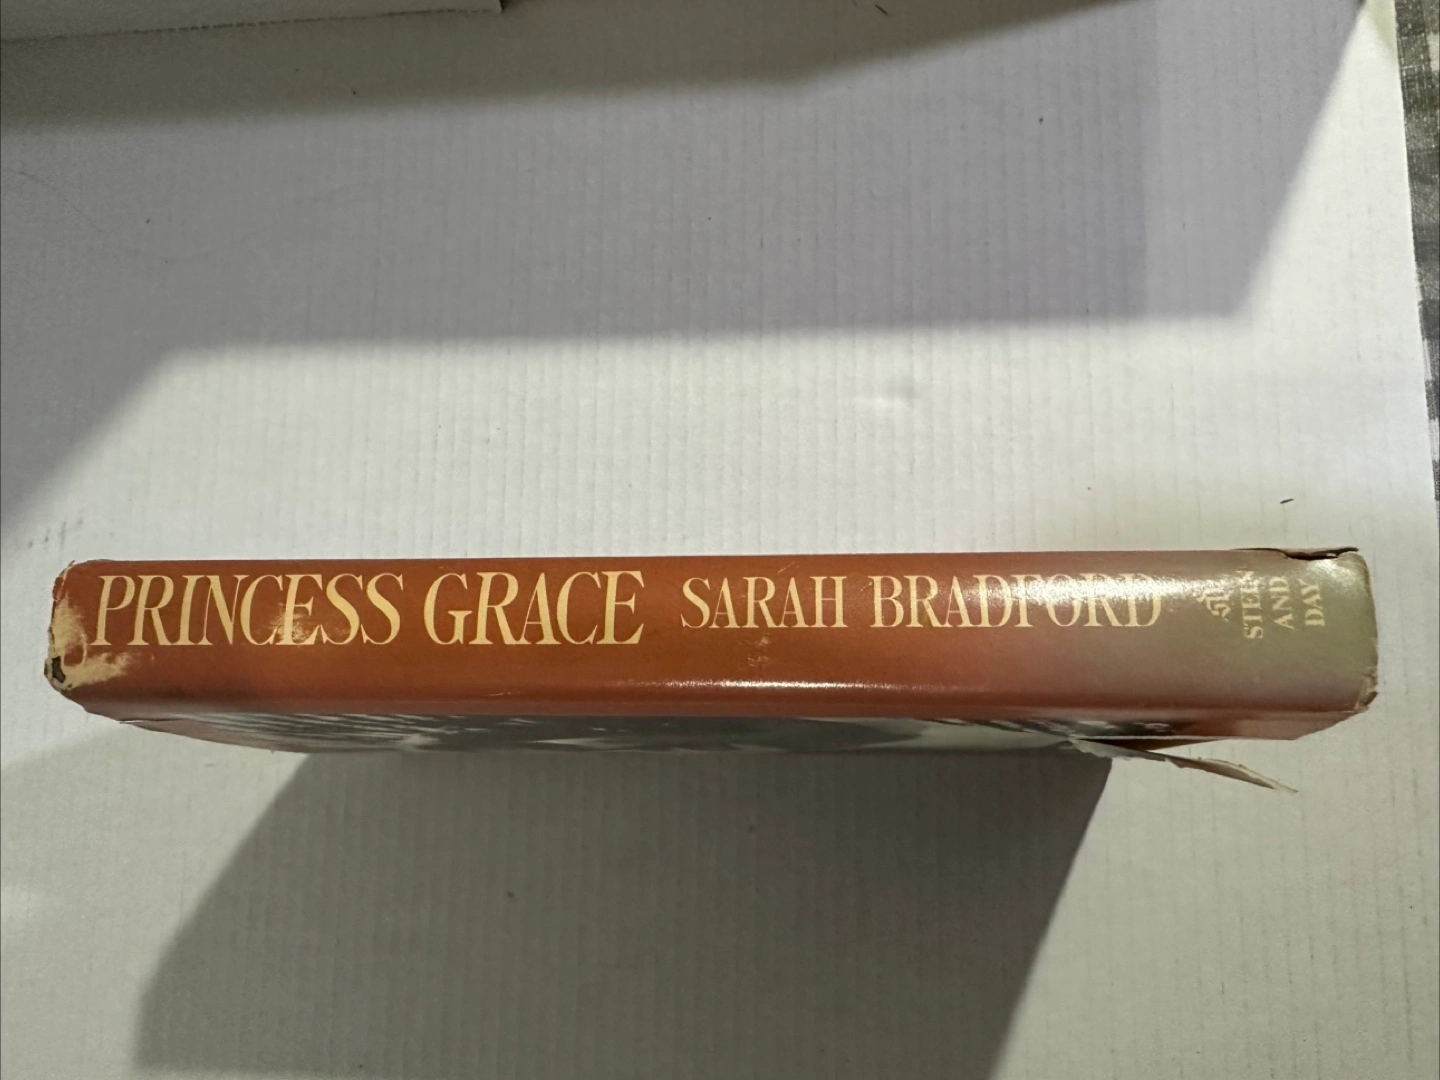 PRINCESS GRACE SARAH BRADFORD
STEIN
AND
DAY